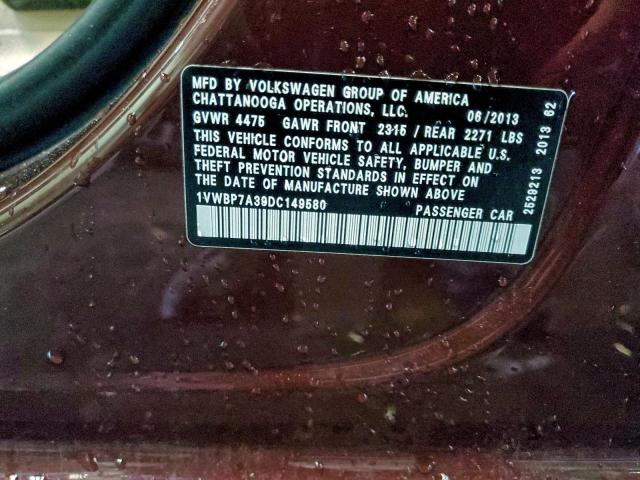 MFD BY VOLKSWAGEN GROUP OF AMERICA
CHATTANOOGA OPERATIONS, LLC. 06/2013
GVWR 4475 GAWR FRONT 2315 / REAR 2271 LBS
THIS VEHICLE CONFORMS TO ALL APPLICABLE U.S.
FEDERAL MOTOR VEHICLE SAFETY, BUMPER AND
THEFT PREVENTION STANDARDS IN EFFECT ON
THE DATE OF MANUFACTURE SHOWN ABOVE
1VWBP7A39DC149580 PASSENGER CAR
2529213 2013 62